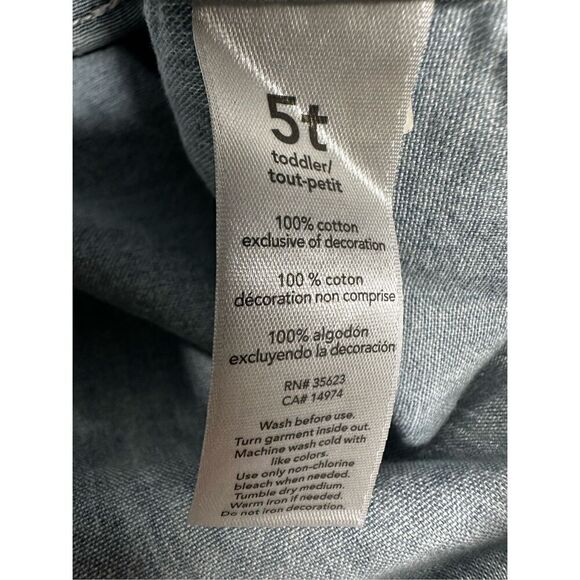 5t
toddler/
tout-petit
100% cotton
exclusive of decoration
100 % coton
décoration non comprise
100% algodón
excluyendo la decoración
RN# 35623
CA# 14974
Wash before use.
Turn garment inside out.
Machine wash cold with
like colors.
Use only non-chlorine
bleach when needed.
Tumble dry medium.
Warm iron if needed.
Do not iron decoration.